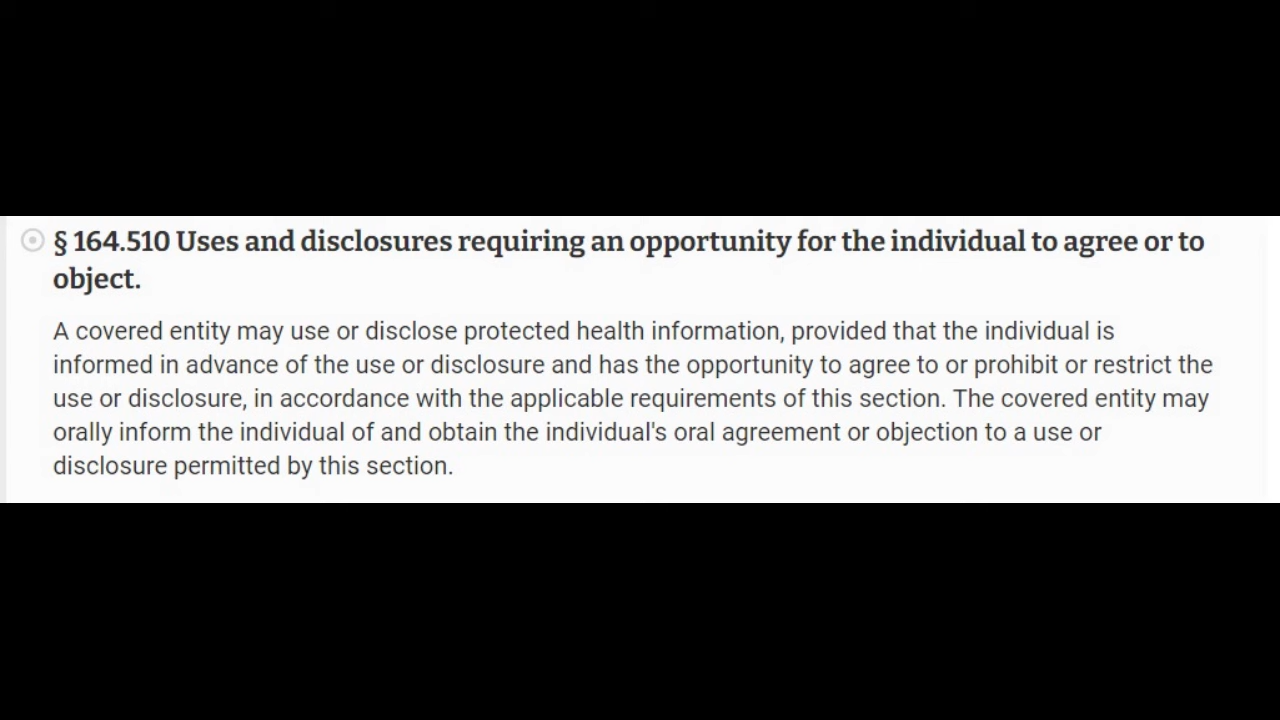 § 164.510 Uses and disclosures requiring an opportunity for the individual to agree or to
object.
A covered entity may use or disclose protected health information, provided that the individual is
informed in advance of the use or disclosure and has the opportunity to agree to or prohibit or restrict the
use or disclosure, in accordance with the applicable requirements of this section. The covered entity may
orally inform the individual of and obtain the individual's oral agreement or objection to a use or
disclosure permitted by this section.